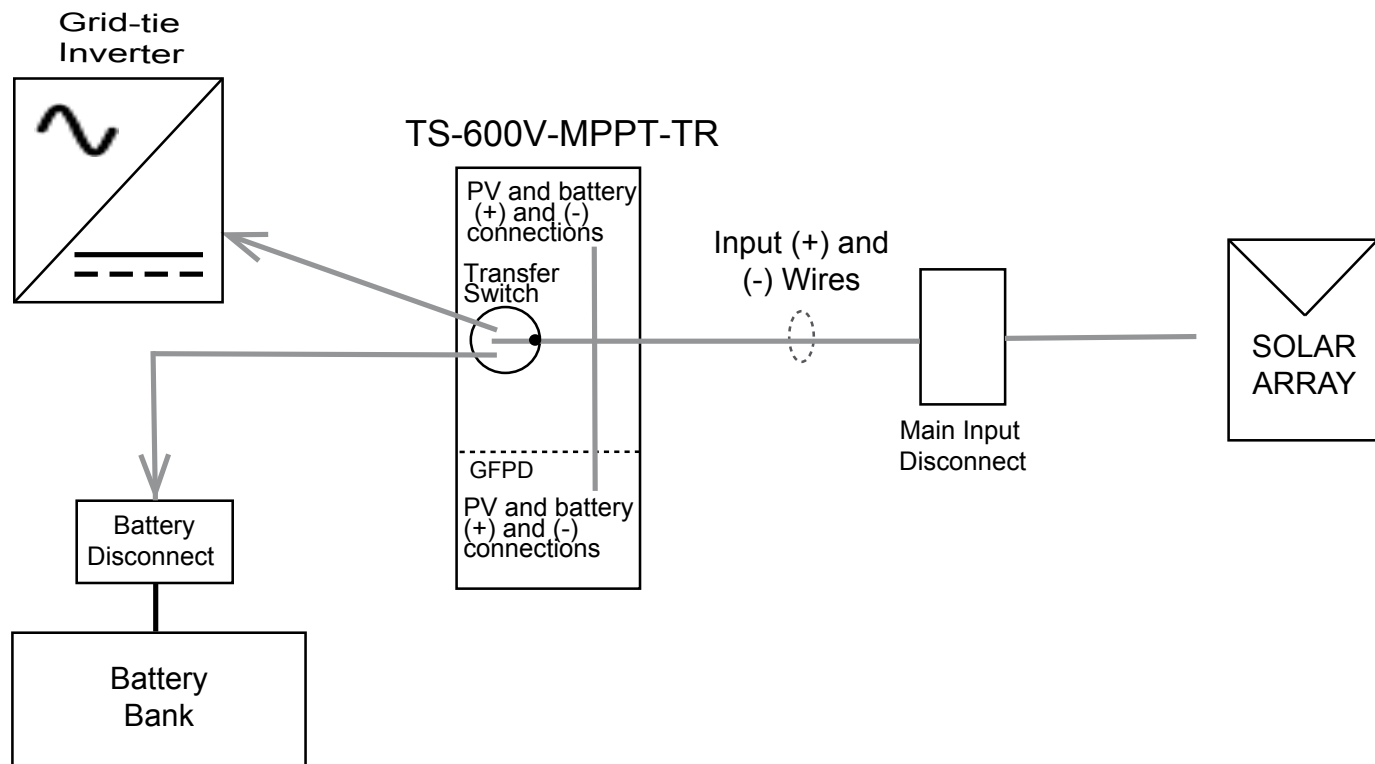 Grid-tie
Inverter
TS-600V-MPPT-TR
PV and battery
(+) and (-)
connections
Transfer
Switch
GFPD
PV and battery
(+) and (-)
connections
Input (+) and
(-) Wires
Main Input
Disconnect
SOLAR
ARRAY
Battery
Disconnect
Battery
Bank